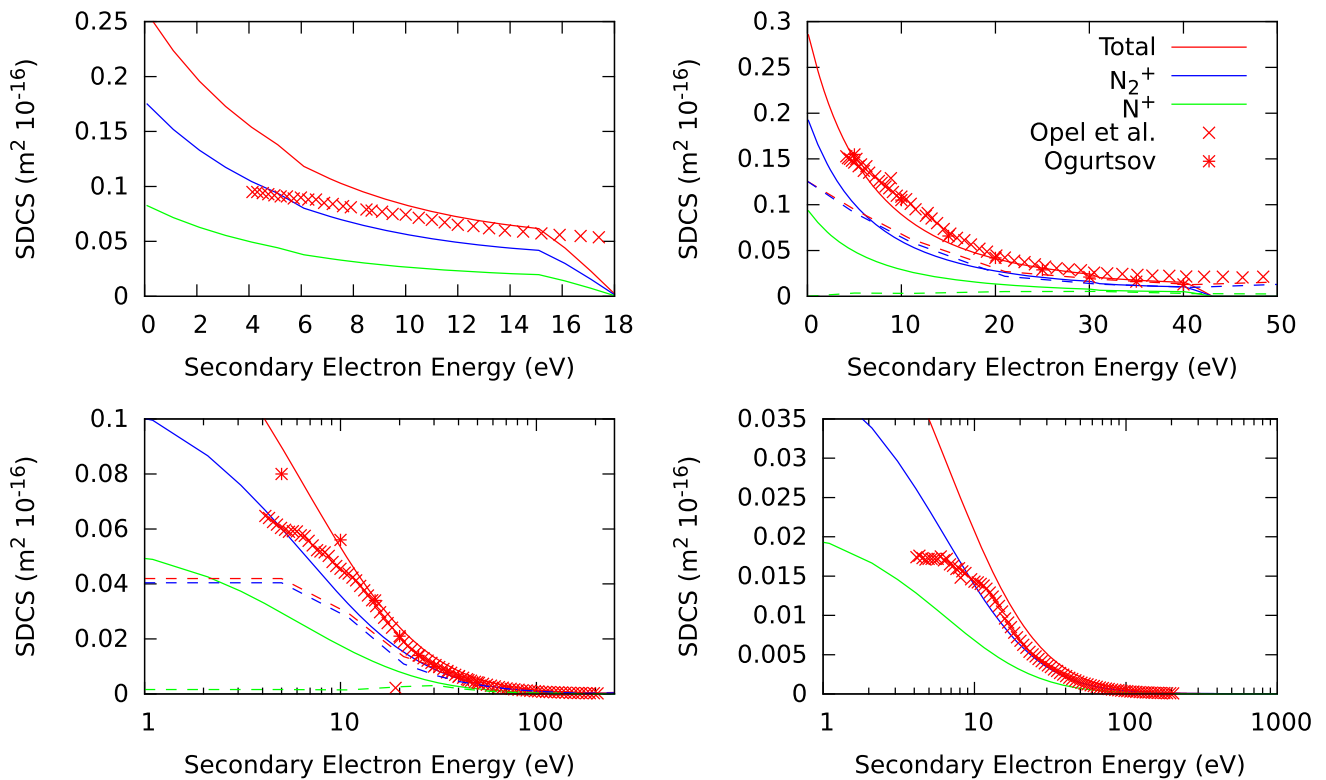 0.25
0.2
0.15
0.1
0.05
0
SDCS (m² 10⁻¹⁶)
0 2 4 6 8 10 12 14 16 18
Secondary Electron Energy (eV)
0.3
0.25
0.2
0.15
0.1
0.05
0
SDCS (m² 10⁻¹⁶)
Total
N₂⁺
N⁺
Opel et al.
Ogurtsov
0 10 20 30 40 50
Secondary Electron Energy (eV)
0.1
0.08
0.06
0.04
0.02
0
SDCS (m² 10⁻¹⁶)
1 10 100
Secondary Electron Energy (eV)
0.035
0.03
0.025
0.02
0.015
0.01
0.005
0
SDCS (m² 10⁻¹⁶)
1 10 100 1000
Secondary Electron Energy (eV)